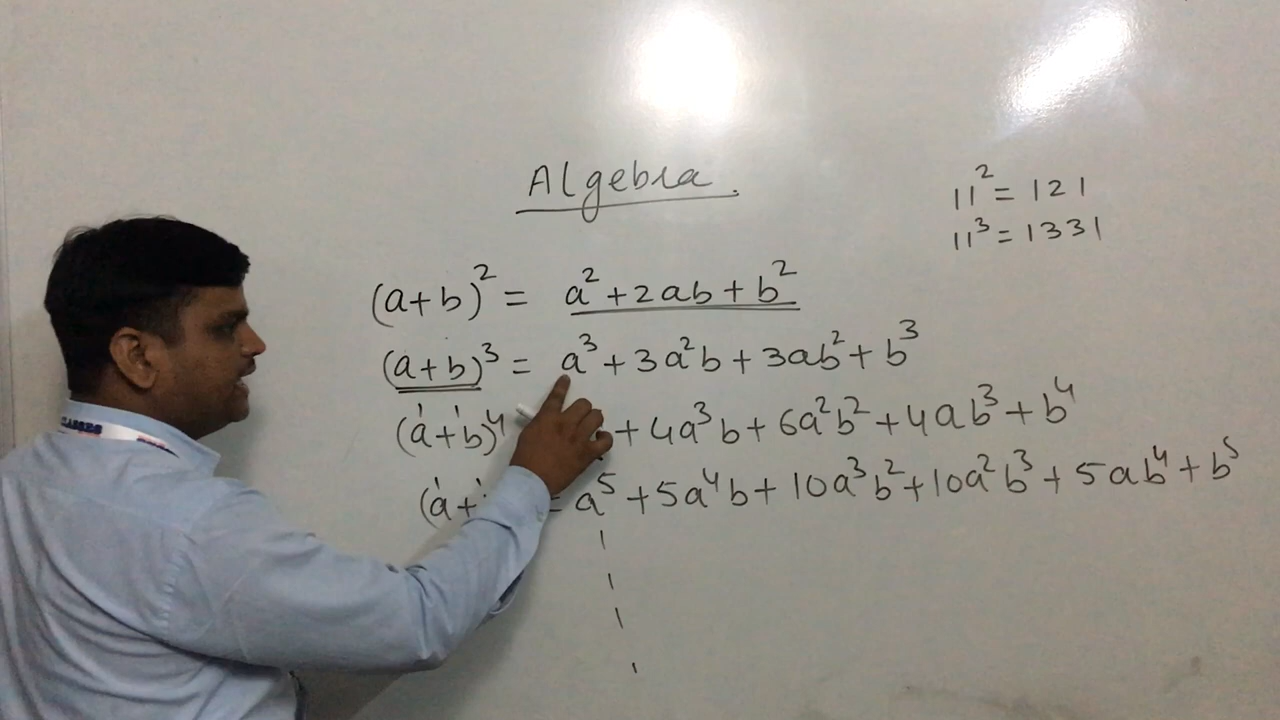 Algebra.
11² = 121
11³ = 1331
(a+b)² = a² + 2ab + b²
(a+b)³ = a³ + 3a²b + 3ab² + b³
(a+b)⁴ + 4a³b + 6a²b² + 4ab³ + b⁴
(a+ = a⁵ + 5a⁴b + 10a³b² + 10a²b³ + 5ab⁴ + b⁵
CLASSES